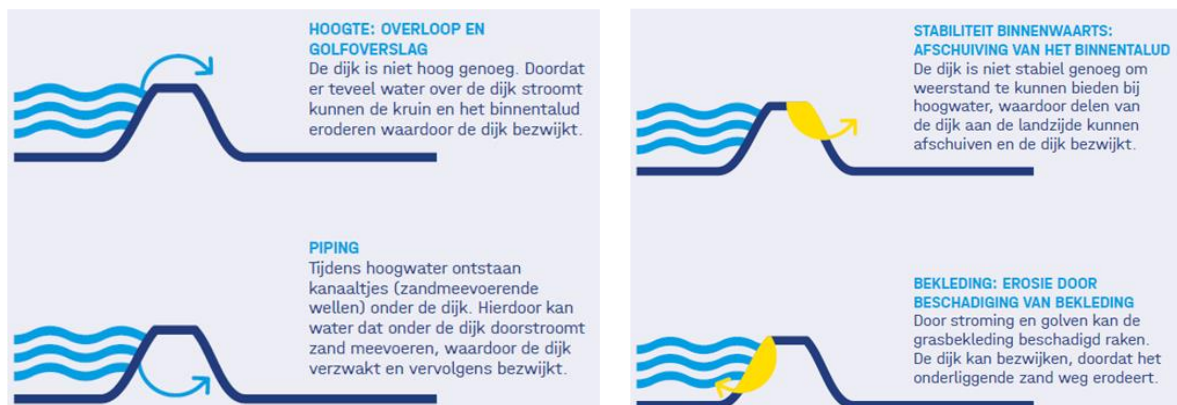 HOOGTE: OVERLOOP EN
GOLFOVERSLAG
De dijk is niet hoog genoeg. Doordat
er teveel water over de dijk stroomt
kunnen de kruin en het binnentalud
eroderen waardoor de dijk bezwijkt.
PIPING
Tijdens hoogwater ontstaan
kanaaltjes (zandmeevoerende
wellen) onder de dijk. Hierdoor kan
water dat onder de dijk doorstroomt
zand meevoeren, waardoor de dijk
verzwakt en vervolgens bezwijkt.
STABILITEIT BINNENWAARTS:
AFSCHUIVING VAN HET BINNENTALUD
De dijk is niet stabiel genoeg om
weerstand te kunnen bieden bij
hoogwater, waardoor delen van
de dijk aan de landzijde kunnen
afschuiven en de dijk bezwijkt.
BEKLEDING: EROSIE DOOR
BESCHADIGING VAN BEKLEDING
Door stroming en golven kan de
grasbekleding beschadigd raken.
De dijk kan bezwijken, doordat het
onderliggende zand weg erodeert.